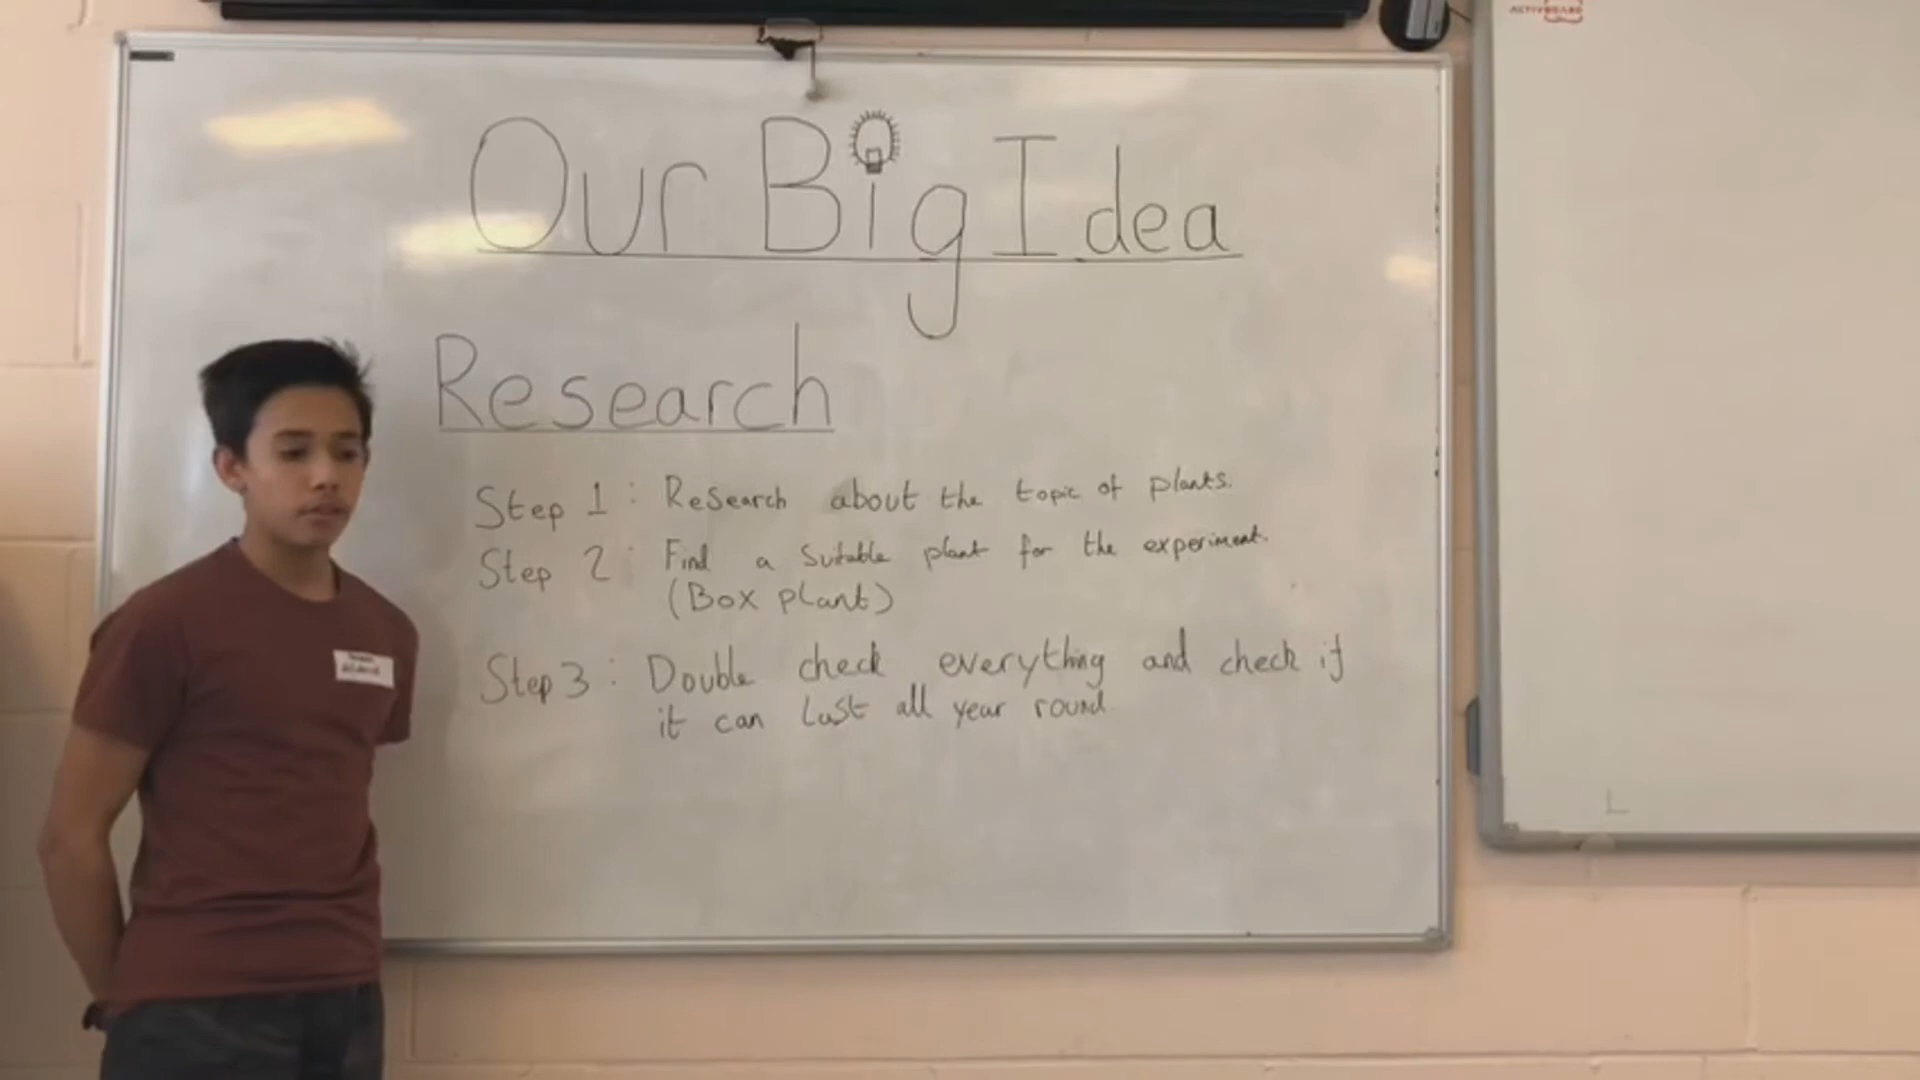 ACTIVBOARD
Our Big Idea
Research
Step 1: Research about the topic of plants.
Step 2: Find a suitable plant for the experiment.
(Box plant)
Step 3: Double check everything and check if
it can last all year round.
L